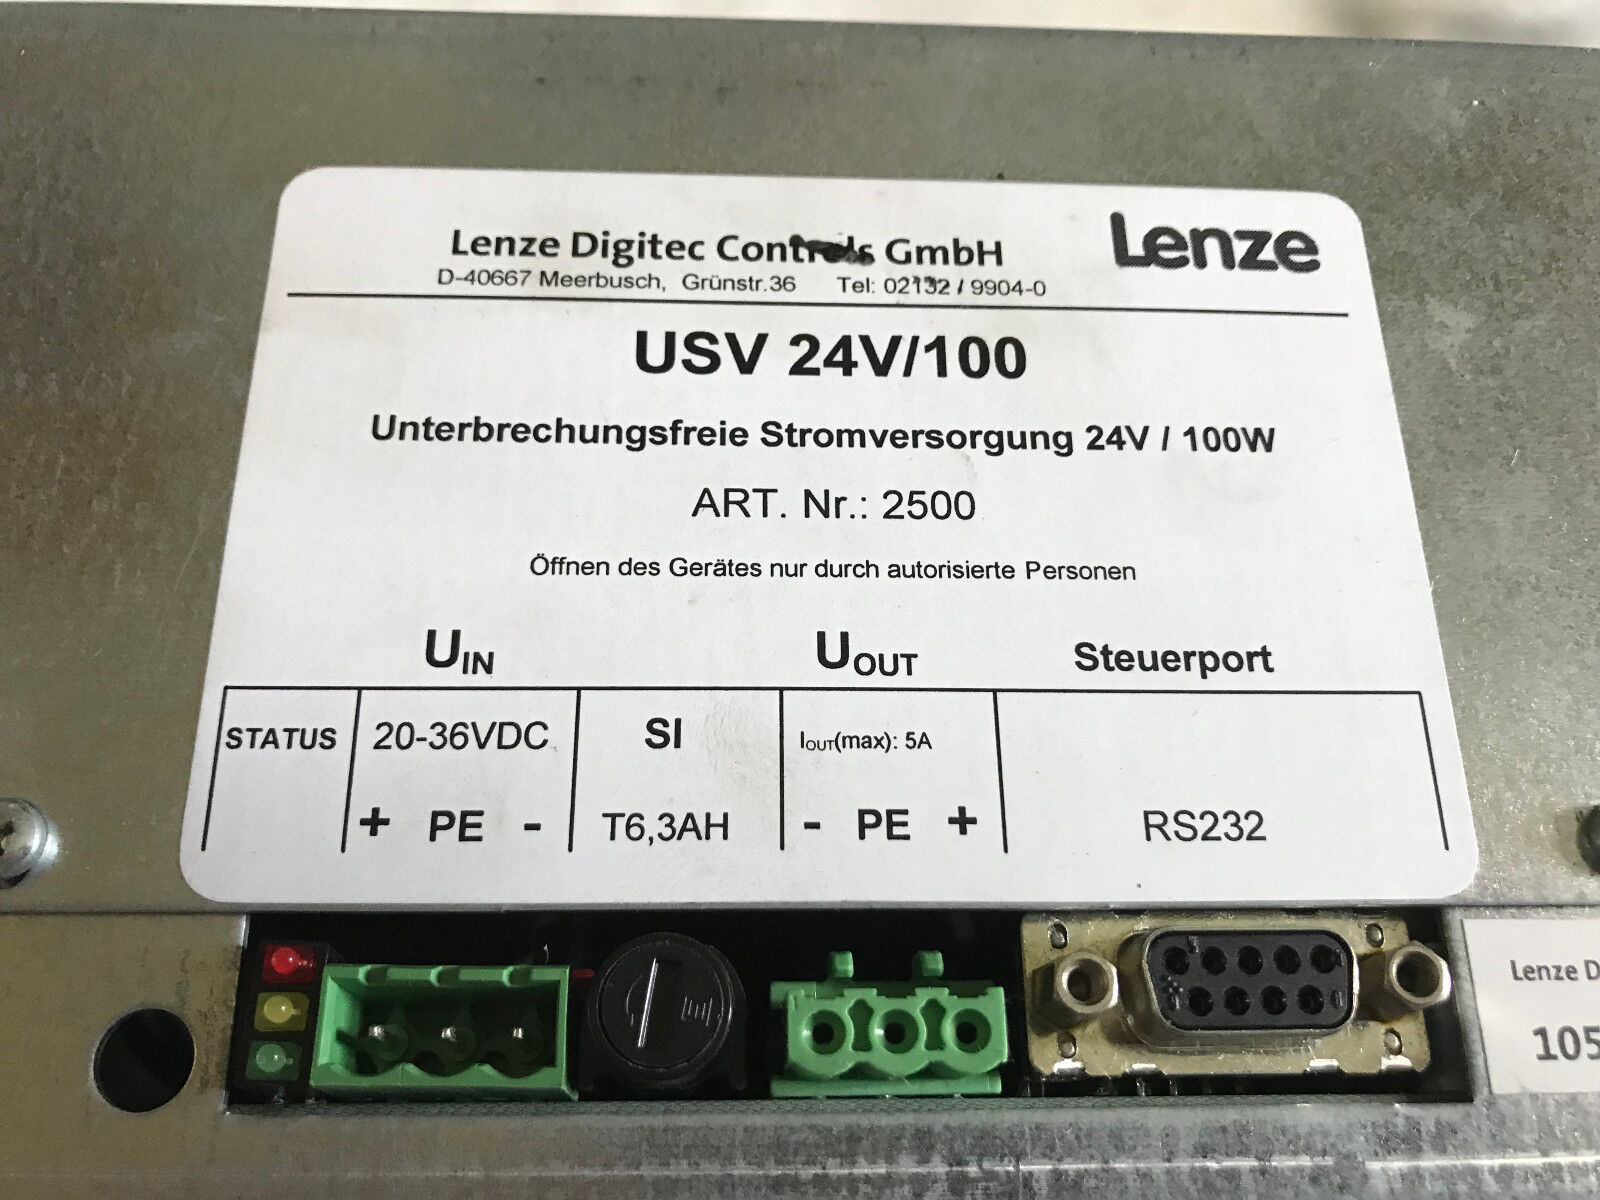 Lenze Digitec Controls GmbH
Lenze
D-40667 Meerbusch, Grünstr.36 Tel: 02132 / 9904-0
USV 24V/100
Unterbrechungsfreie Stromversorgung 24V / 100W
ART. Nr.: 2500
Öffnen des Gerätes nur durch autorisierte Personen
UIN UOUT Steuerport
STATUS 20-36VDC SI IOUT(max): 5A
+ PE - T6,3AH - PE + RS232
Lenze D
105